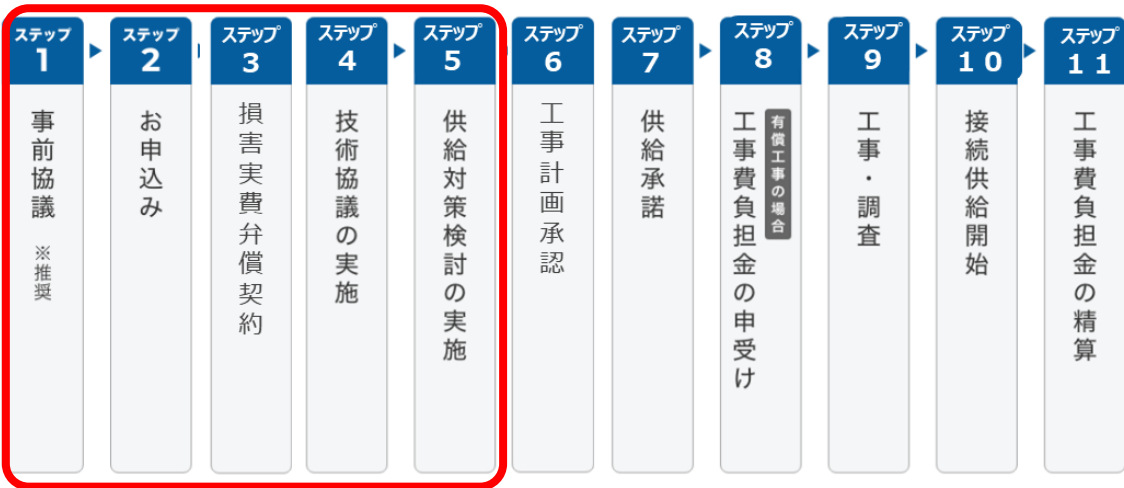 ステップ
1
事前協議 ※推奨
ステップ
2
お申込み
ステップ
3
損害実費弁償契約
ステップ
4
技術協議の実施
ステップ
5
供給対策検討の実施
ステップ
6
工事計画承認
ステップ
7
供給承諾
ステップ
8
有償工事の場合
工事費負担金の申受け
ステップ
9
工事・調査
ステップ
10
接続供給開始
ステップ
11
工事費負担金の精算